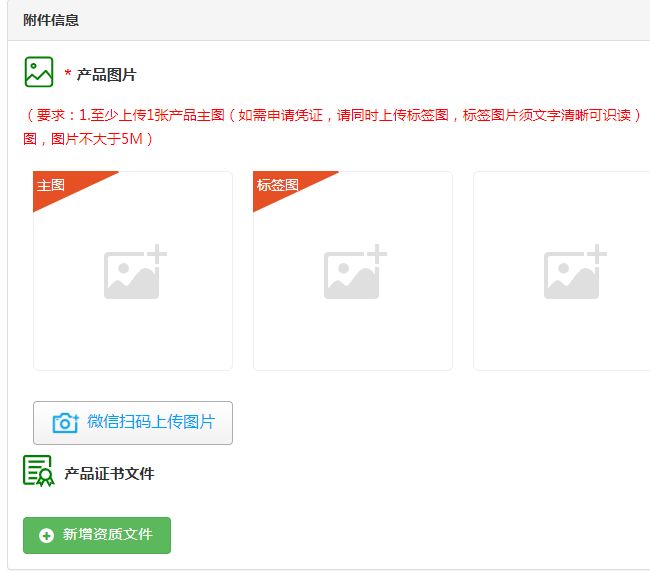 附件信息
* 产品图片
（要求：1.至少上传1张产品主图（如需申请凭证，请同时上传标签图，标签图片须文字清晰可识读）
图，图片不大于5M）
主图
标签图
微信扫码上传图片
产品证书文件
新增资质文件